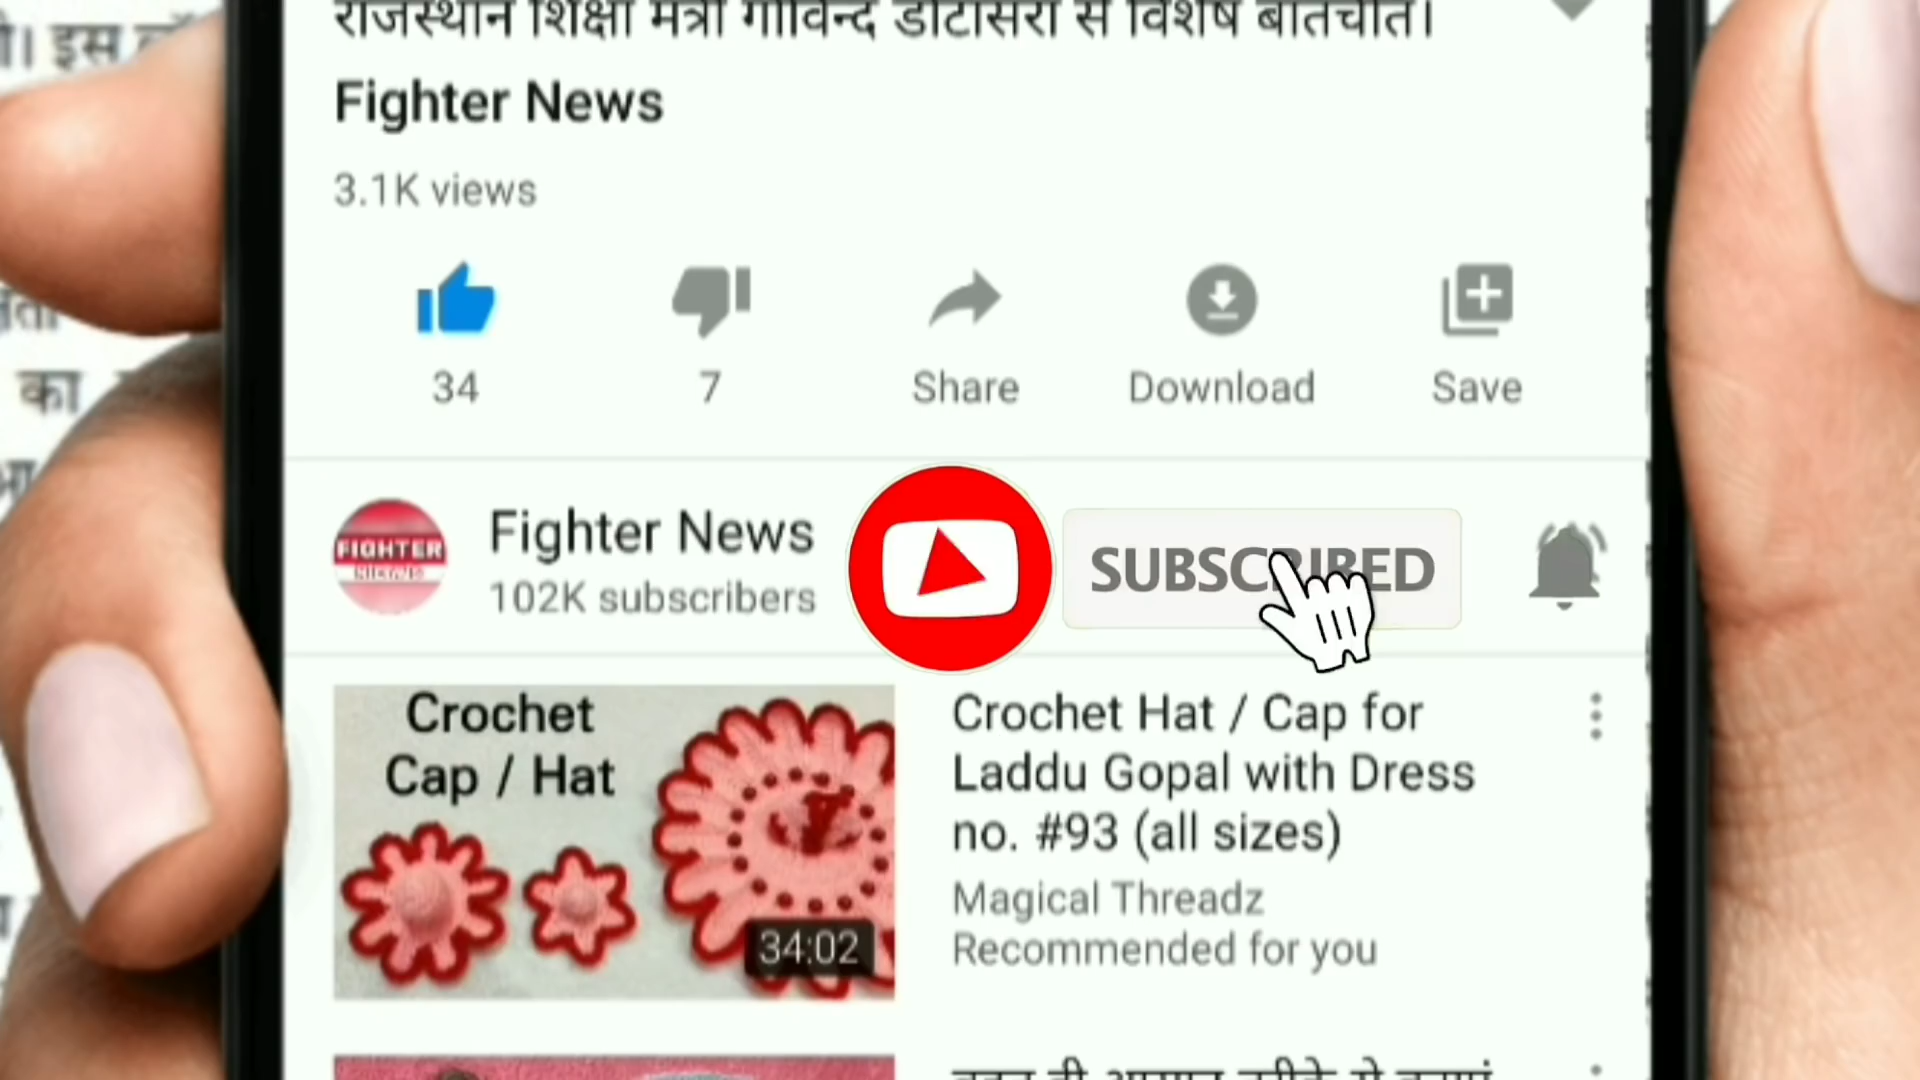 राजस्थान शिक्षा मंत्री गोविन्द डोटासरा से विशेष बातचीत।
Fighter News
3.1K views
34
7
Share
Download
Save
FIGHTER
Fighter News
102K subscribers
SUBSCRIBED
Crochet
Cap / Hat
34:02
Crochet Hat / Cap for
Laddu Gopal with Dress
no. #93 (all sizes)
Magical Threadz
Recommended for you
इस
का